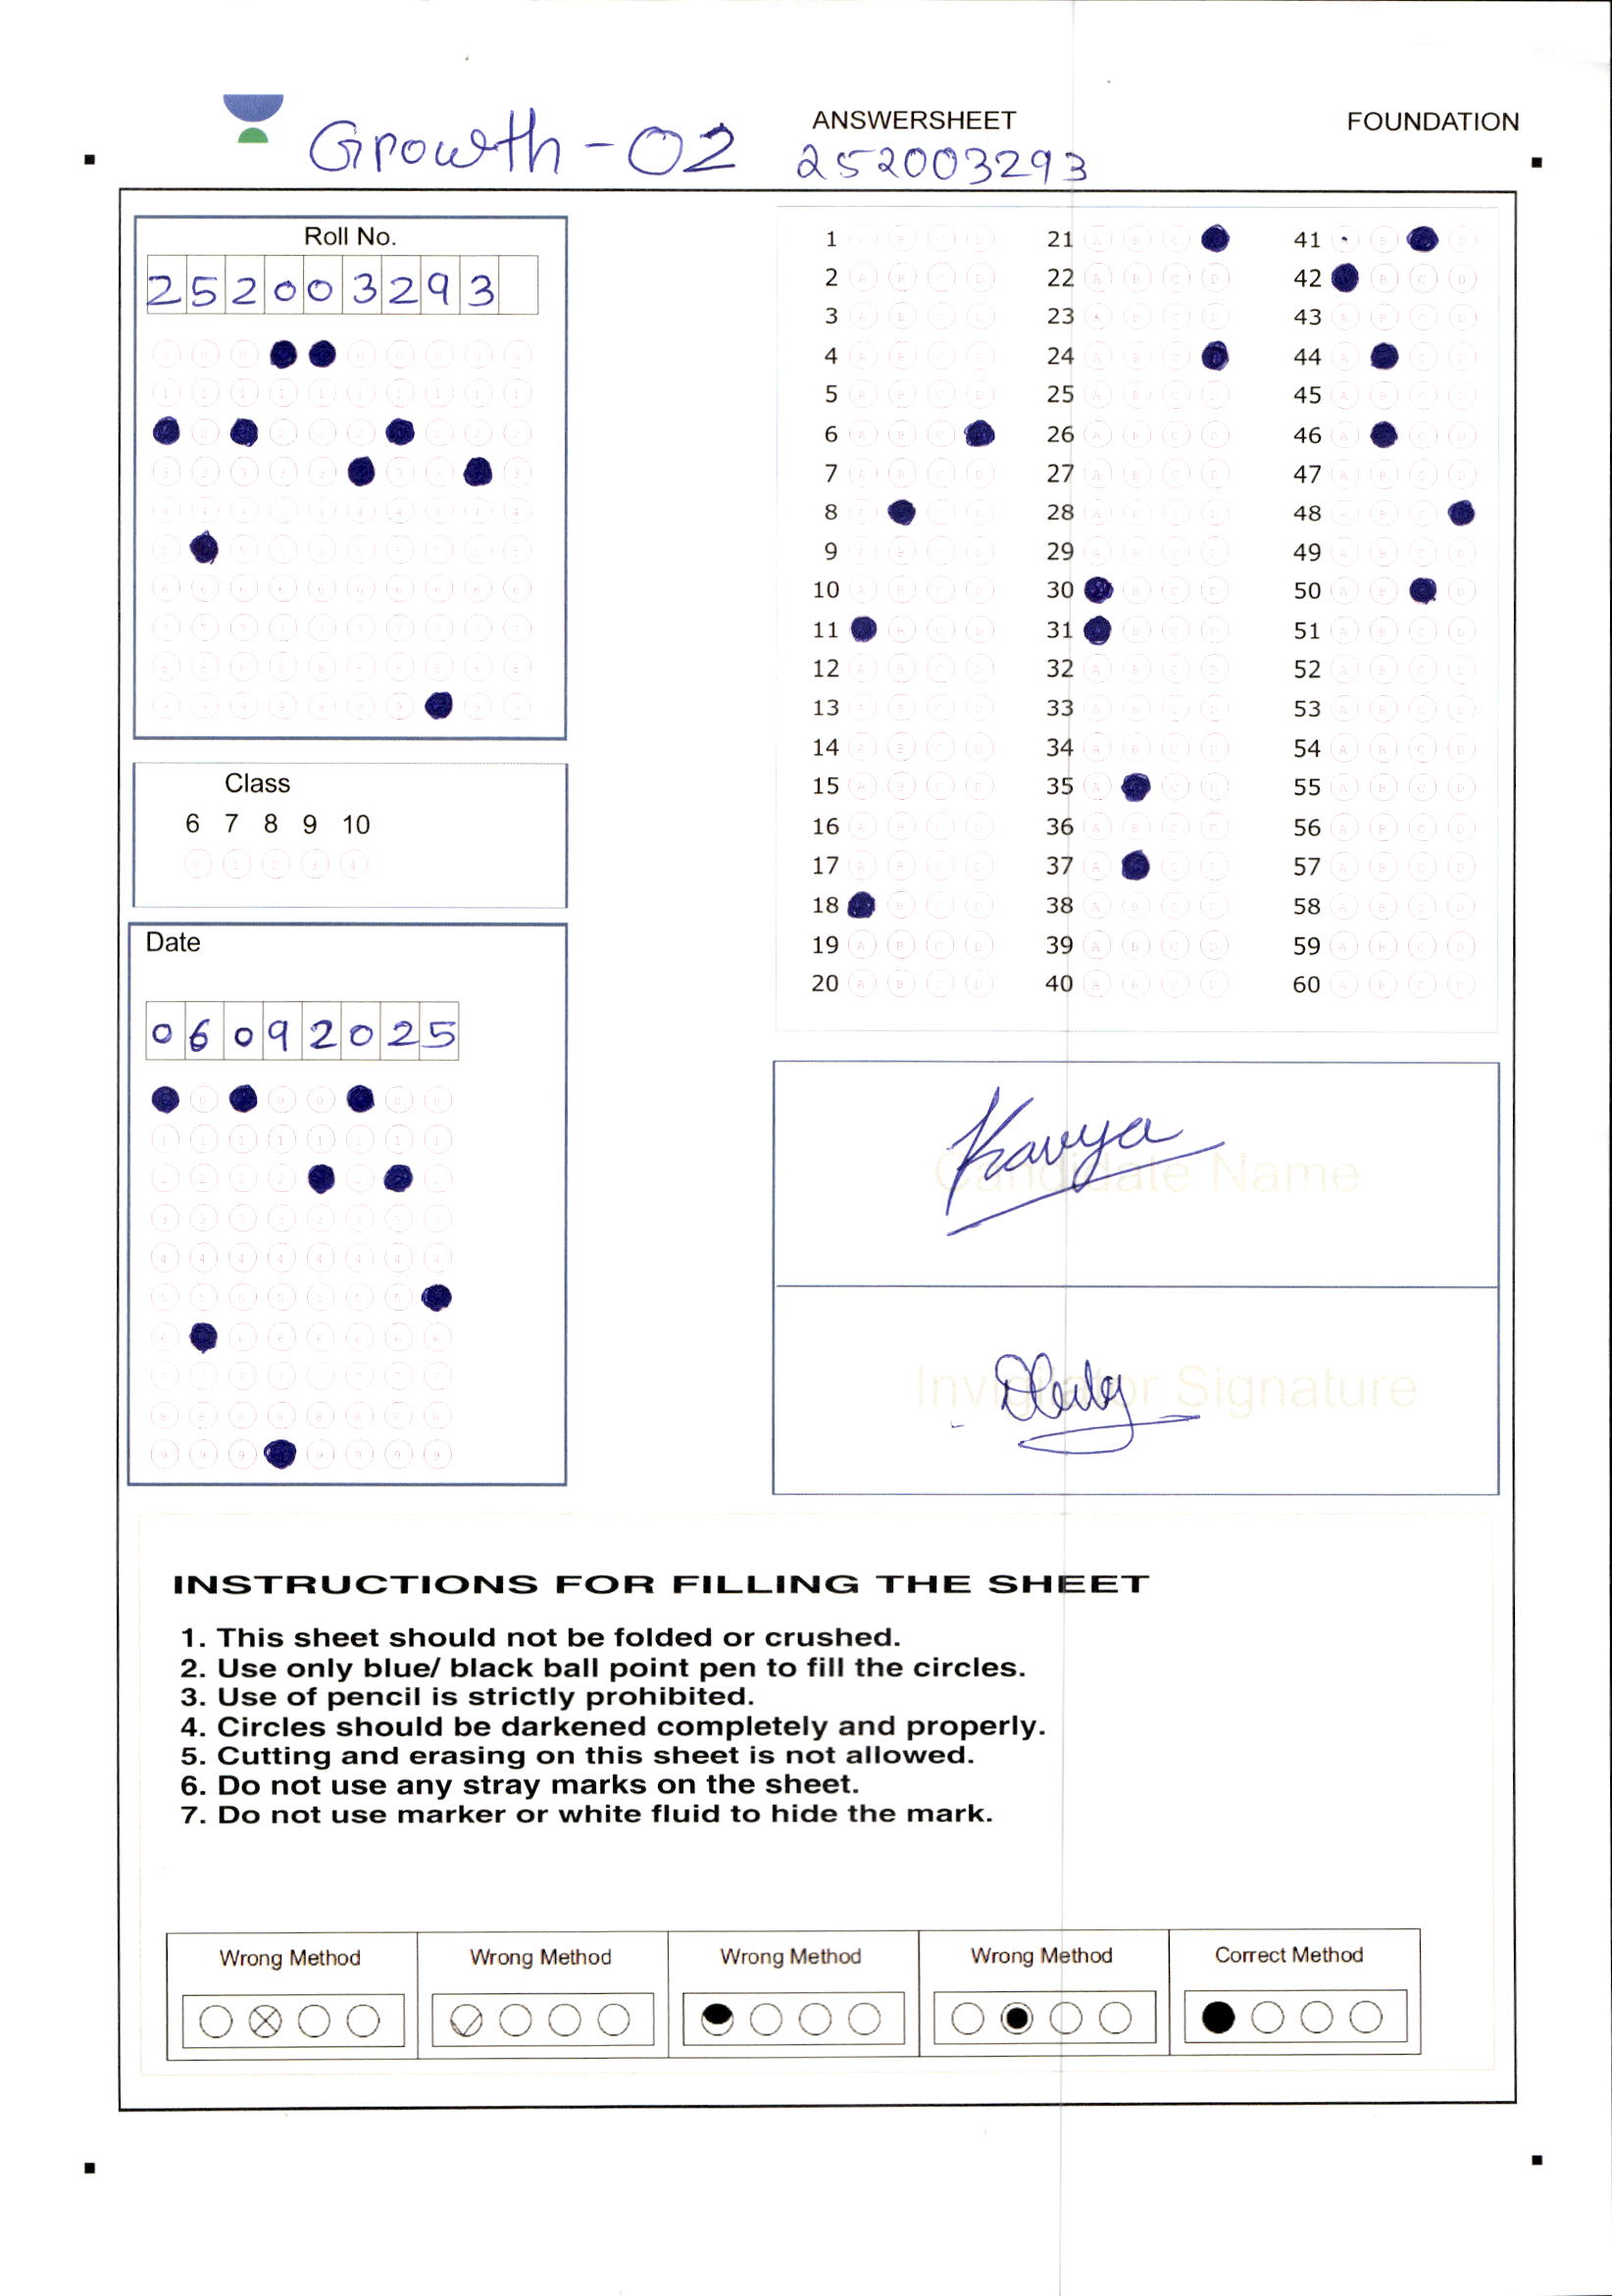 Growth - 02
ANSWERSHEET
FOUNDATION
252003293
Roll No.
2 5 2 0 0 3 2 9 3
Class
6 7 8 9 10
Date
0 6 0 9 2 0 2 5
1 21 41
2 22 42
3 23 43
4 24 44
5 25 45
6 26 46
7 27 47
8 28 48
9 29 49
10 30 50
11 31 51
12 32 52
13 33 53
14 34 54
15 35 55
16 36 56
17 37 57
18 38 58
19 39 59
20 40 60
Kavya
Candidate Name
Invigilator Signature
INSTRUCTIONS FOR FILLING THE SHEET
1. This sheet should not be folded or crushed.
2. Use only blue/ black ball point pen to fill the circles.
3. Use of pencil is strictly prohibited.
4. Circles should be darkened completely and properly.
5. Cutting and erasing on this sheet is not allowed.
6. Do not use any stray marks on the sheet.
7. Do not use marker or white fluid to hide the mark.
Wrong Method
Wrong Method
Wrong Method
Wrong Method
Correct Method